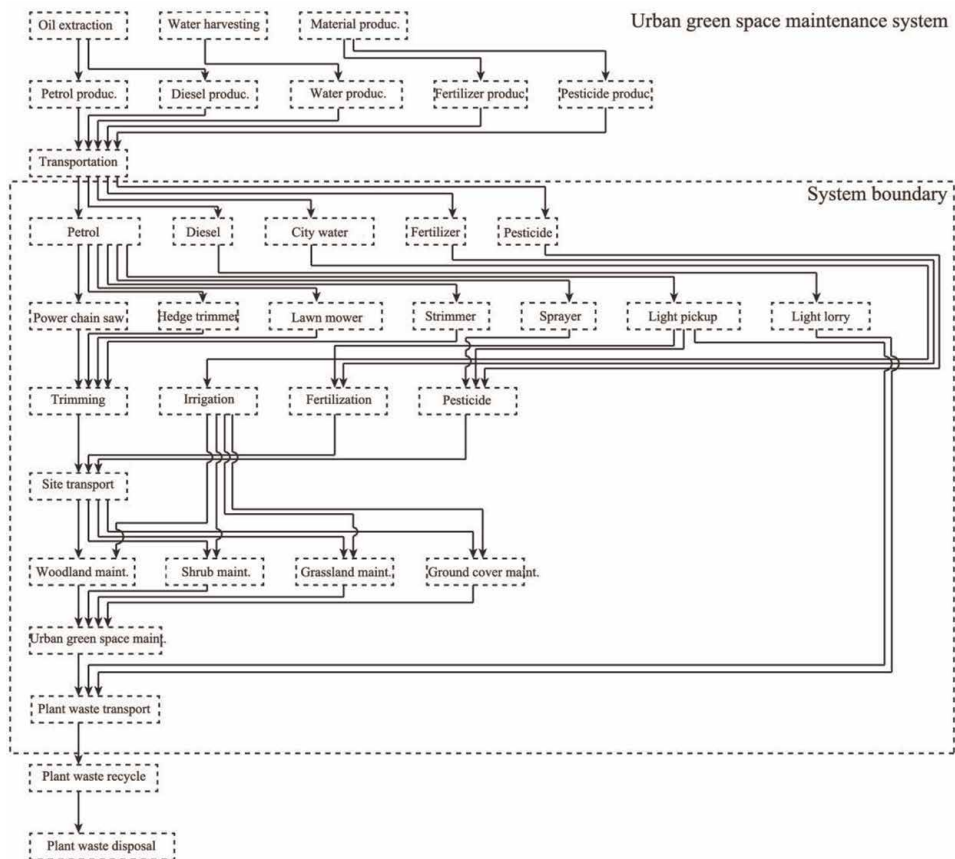 Oil extraction
Water harvesting
Material produc.
Urban green space maintenance system
Petrol produc.
Diesel produc.
Water produc.
Fertilizer produc
Pesticide produc
Transportation
System boundary
Petrol
Diesel
City water
Fertilizer
Pesticide
Power chain saw
Hedge trimmer
Lawn mower
Strimmer
Sprayer
Light pickup
Light lorry
Trimming
Irrigation
Fertilization
Pesticide
Site transport
Woodland maint.
Shrub maint.
Grassland maint.
Ground cover maint.
Urban green space maint.
Plant waste transport
Plant waste recycle
Plant waste disposal